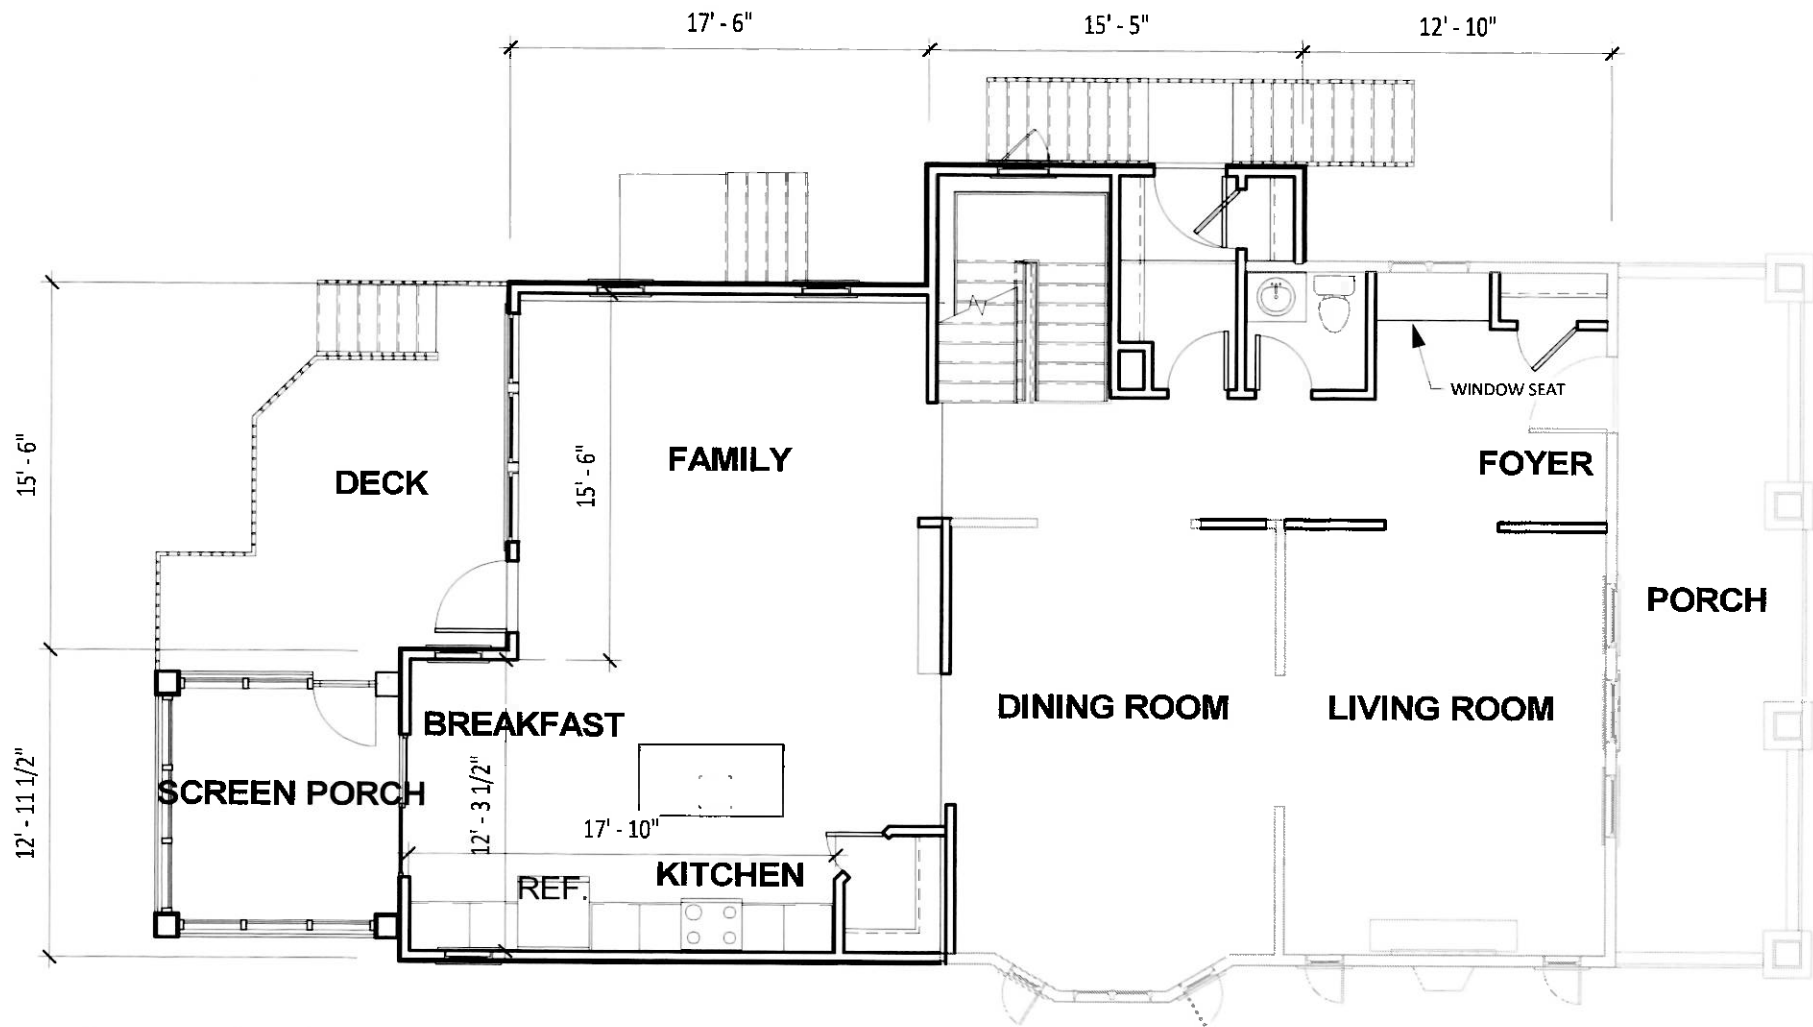 17' - 6"
15' - 5"
12' - 10"
WINDOW SEAT
15' - 6"
DECK
15' - 6"
FAMILY
FOYER
PORCH
BREAKFAST
DINING ROOM
LIVING ROOM
SCREEN PORCH
12' - 11 1/2"
12' - 3 1/2"
17' - 10"
REF.
KITCHEN